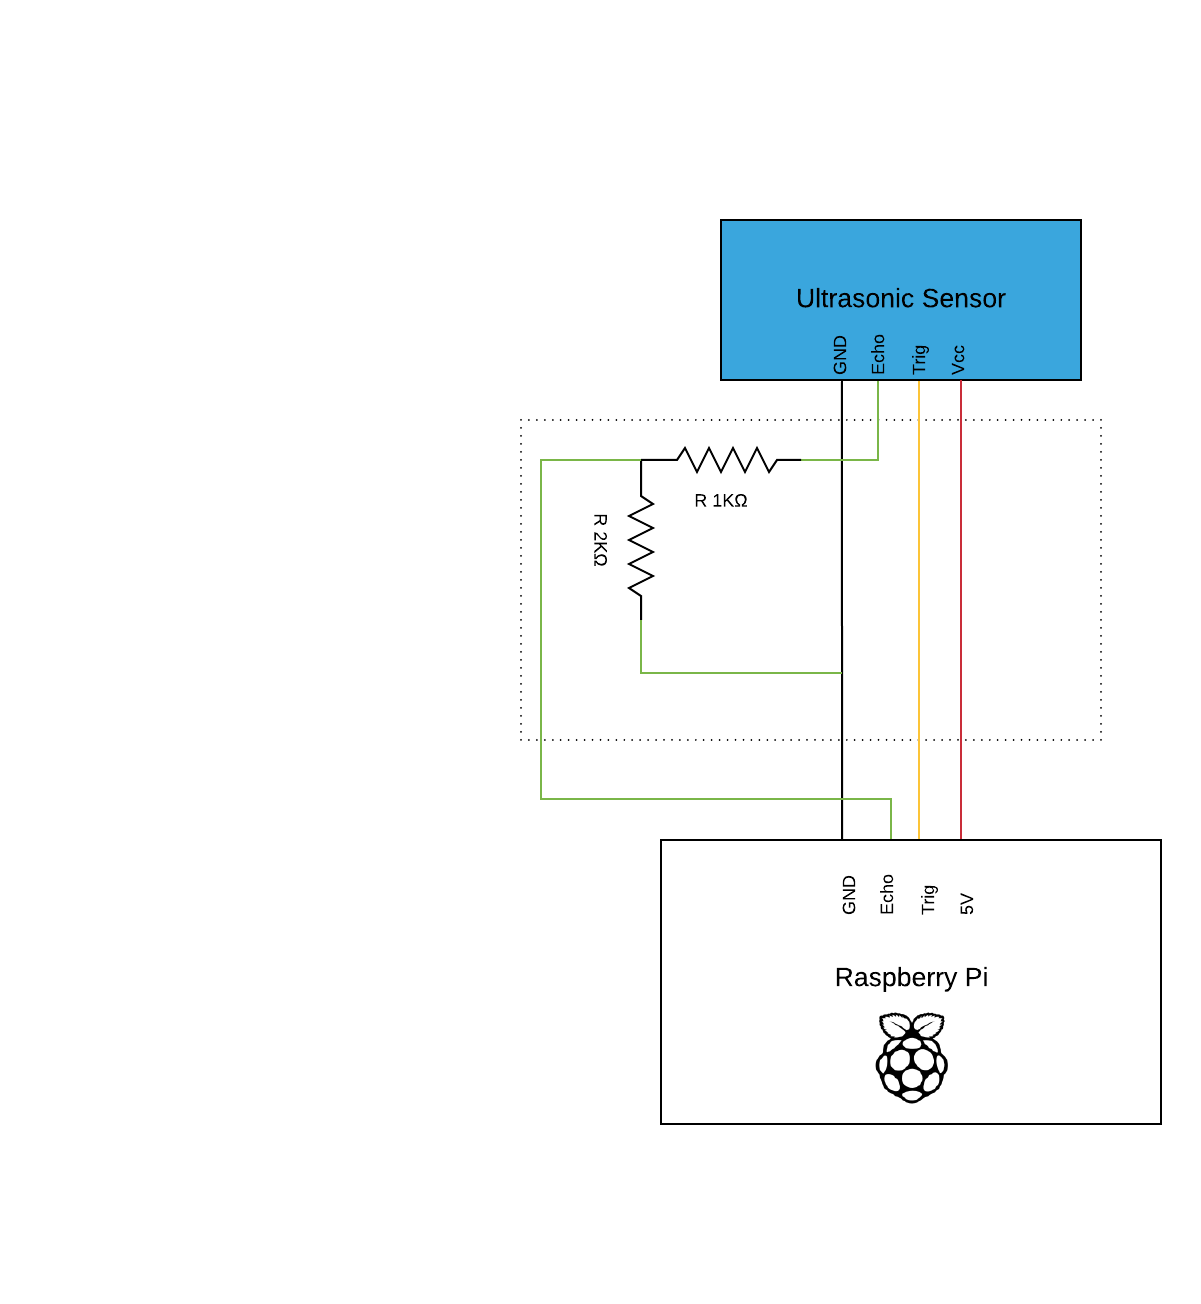 Ultrasonic Sensor
GND
Echo
Trig
Vcc
R 1KΩ
R 2KΩ
GND
Echo
Trig
5V
Raspberry Pi